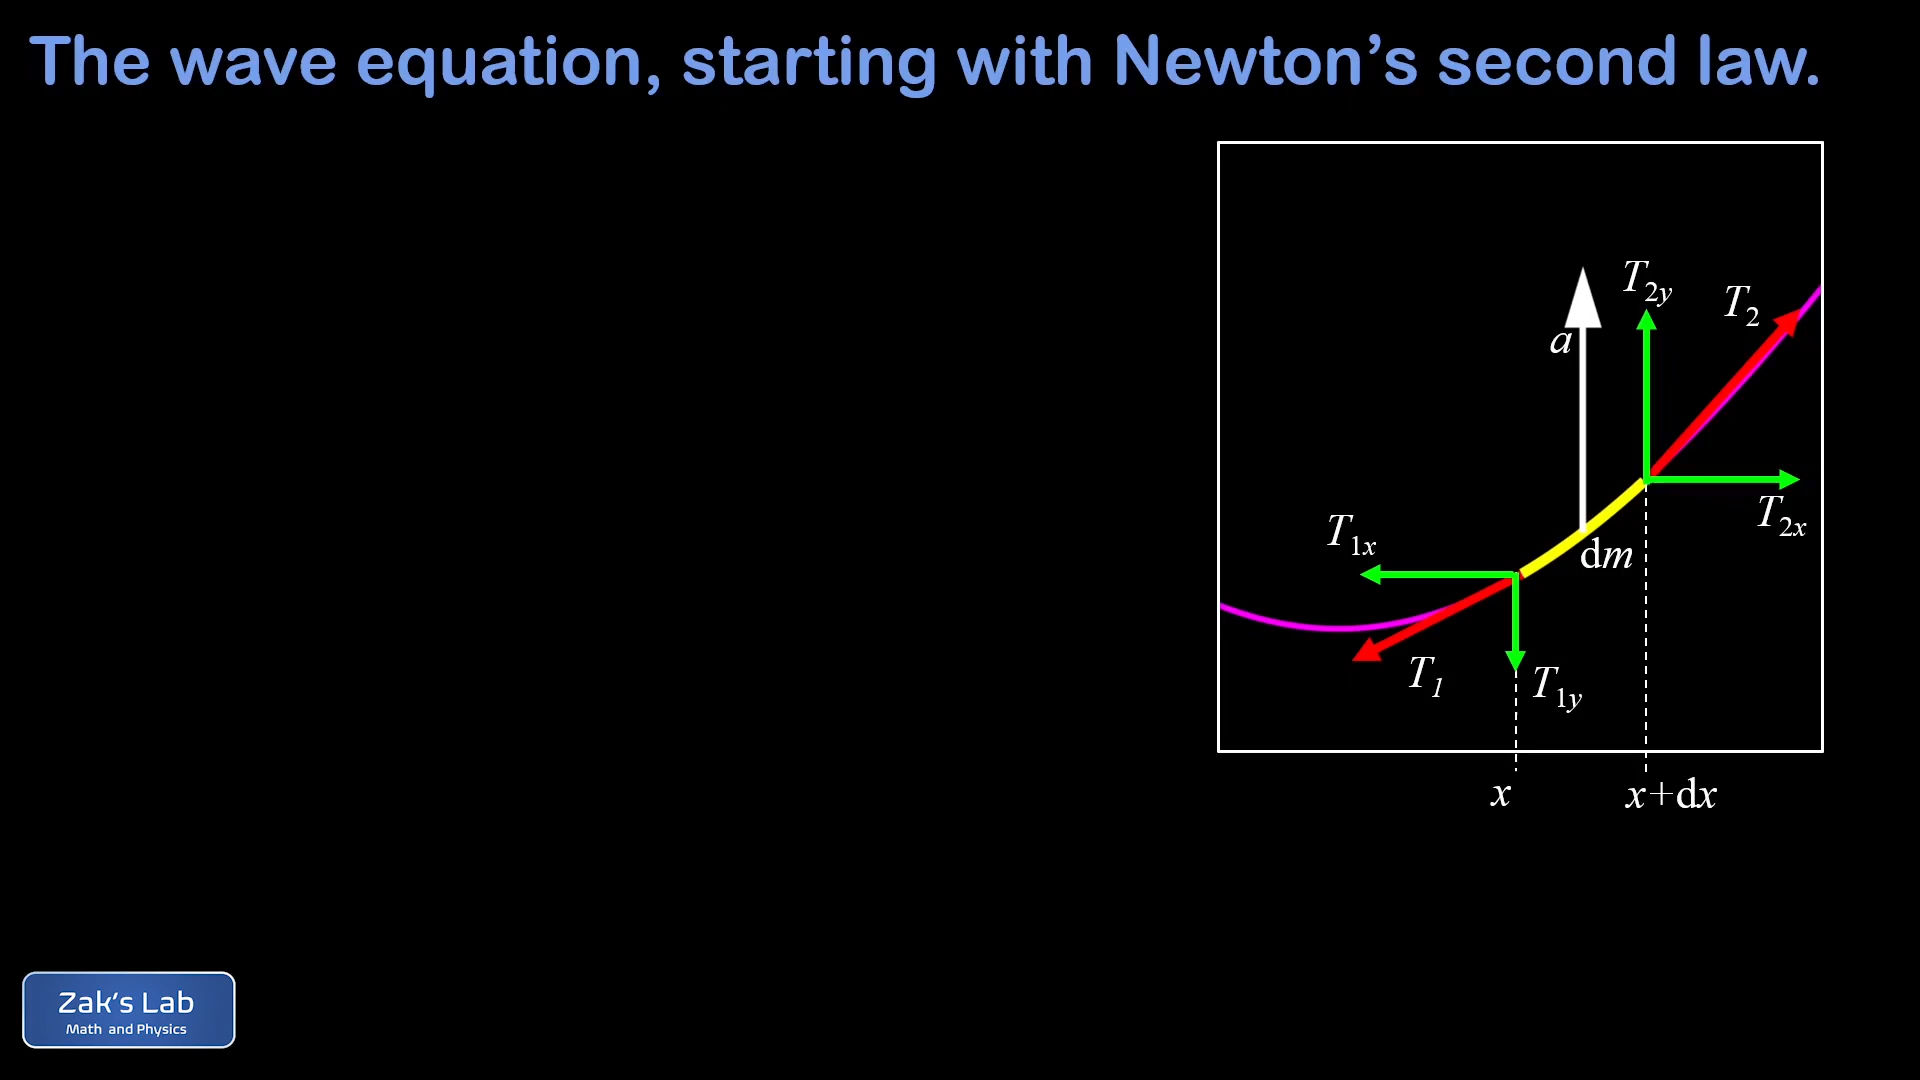 The wave equation, starting with Newton’s second law.
T2y
T2
a
T2x
T1x
dm
T1
T1y
x
x+dx
Zak’s Lab
Math and Physics